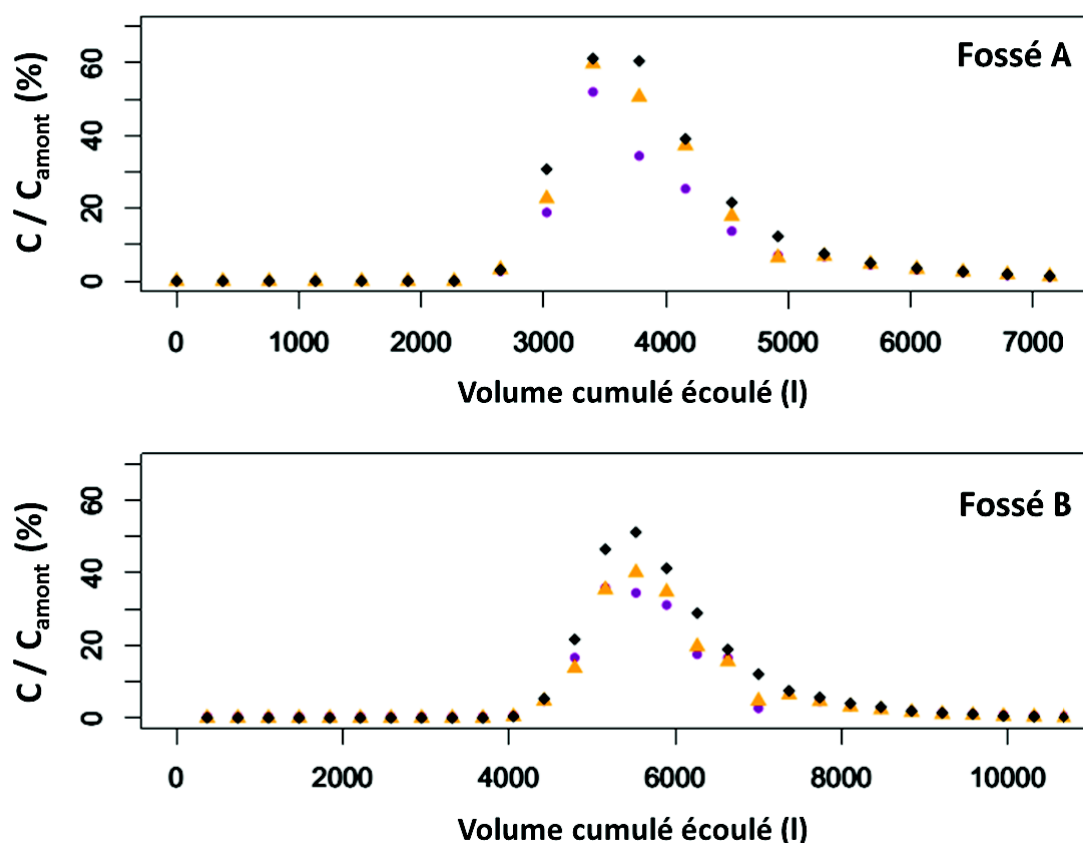 Fossé A
C / Camont (%)
60
40
20
0
0 1000 2000 3000 4000 5000 6000 7000
Volume cumulé écoulé (l)
Fossé B
C / Camont (%)
60
40
20
0
0 2000 4000 6000 8000 10000
Volume cumulé écoulé (l)